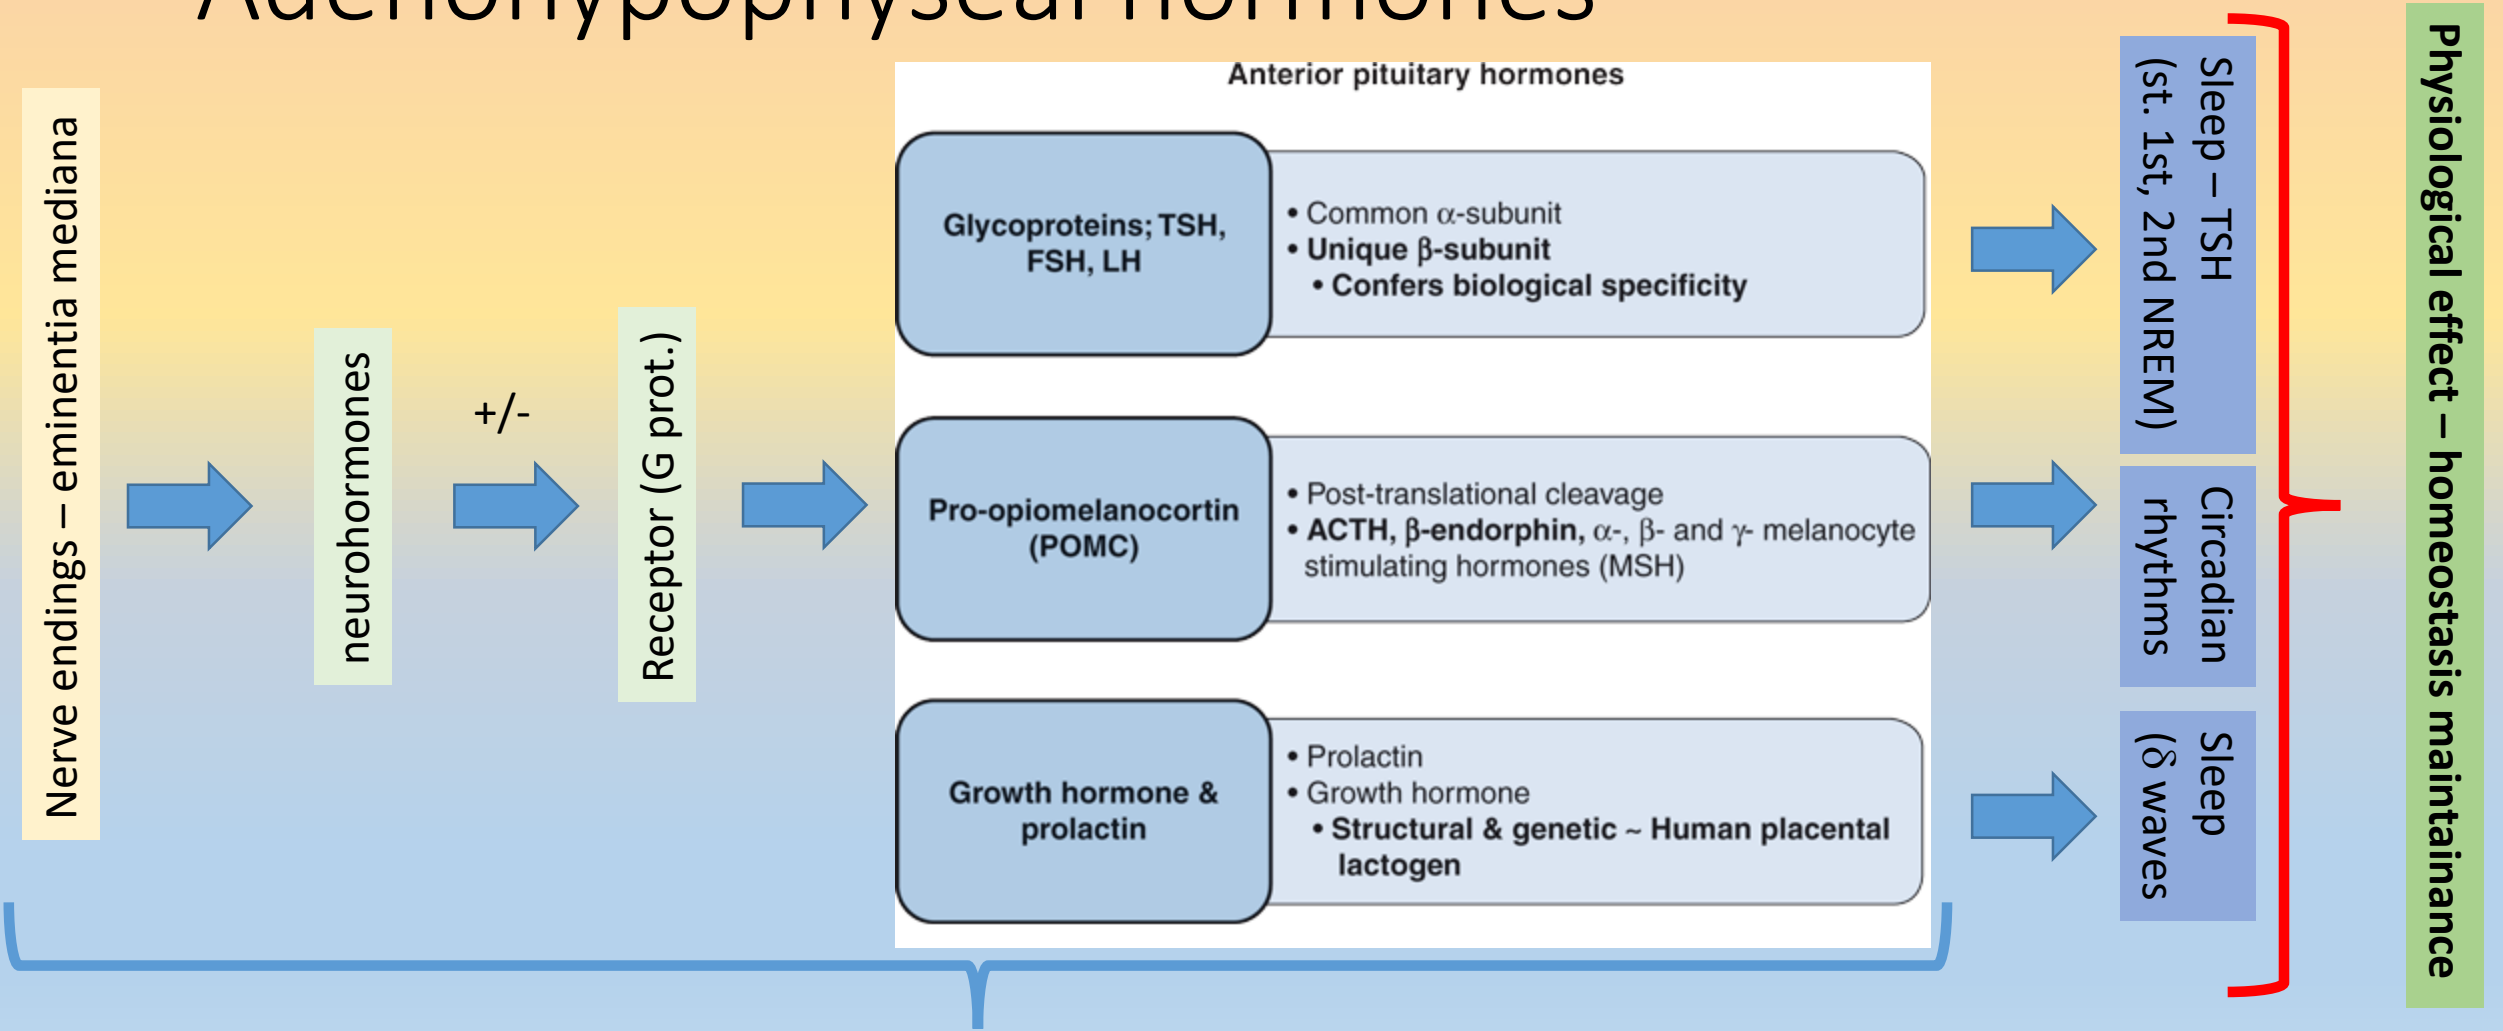 Adenohypophyseal hormones
Nerve endings – eminentia mediana
neurohormones
+/-
Receptor (G prot.)
Anterior pituitary hormones
Glycoproteins; TSH,
FSH, LH
• Common α-subunit
• Unique β-subunit
• Confers biological specificity
Pro-opiomelanocortin
(POMC)
• Post-translational cleavage
• ACTH, β-endorphin, α-, β- and γ- melanocyte
stimulating hormones (MSH)
Growth hormone &
prolactin
• Prolactin
• Growth hormone
• Structural & genetic ~ Human placental
lactogen
Sleep – TSH
(st. 1st, 2nd NREM)
Circadian
rhythms
Sleep
(δ waves
Physiological effect – homeostasis maintainance